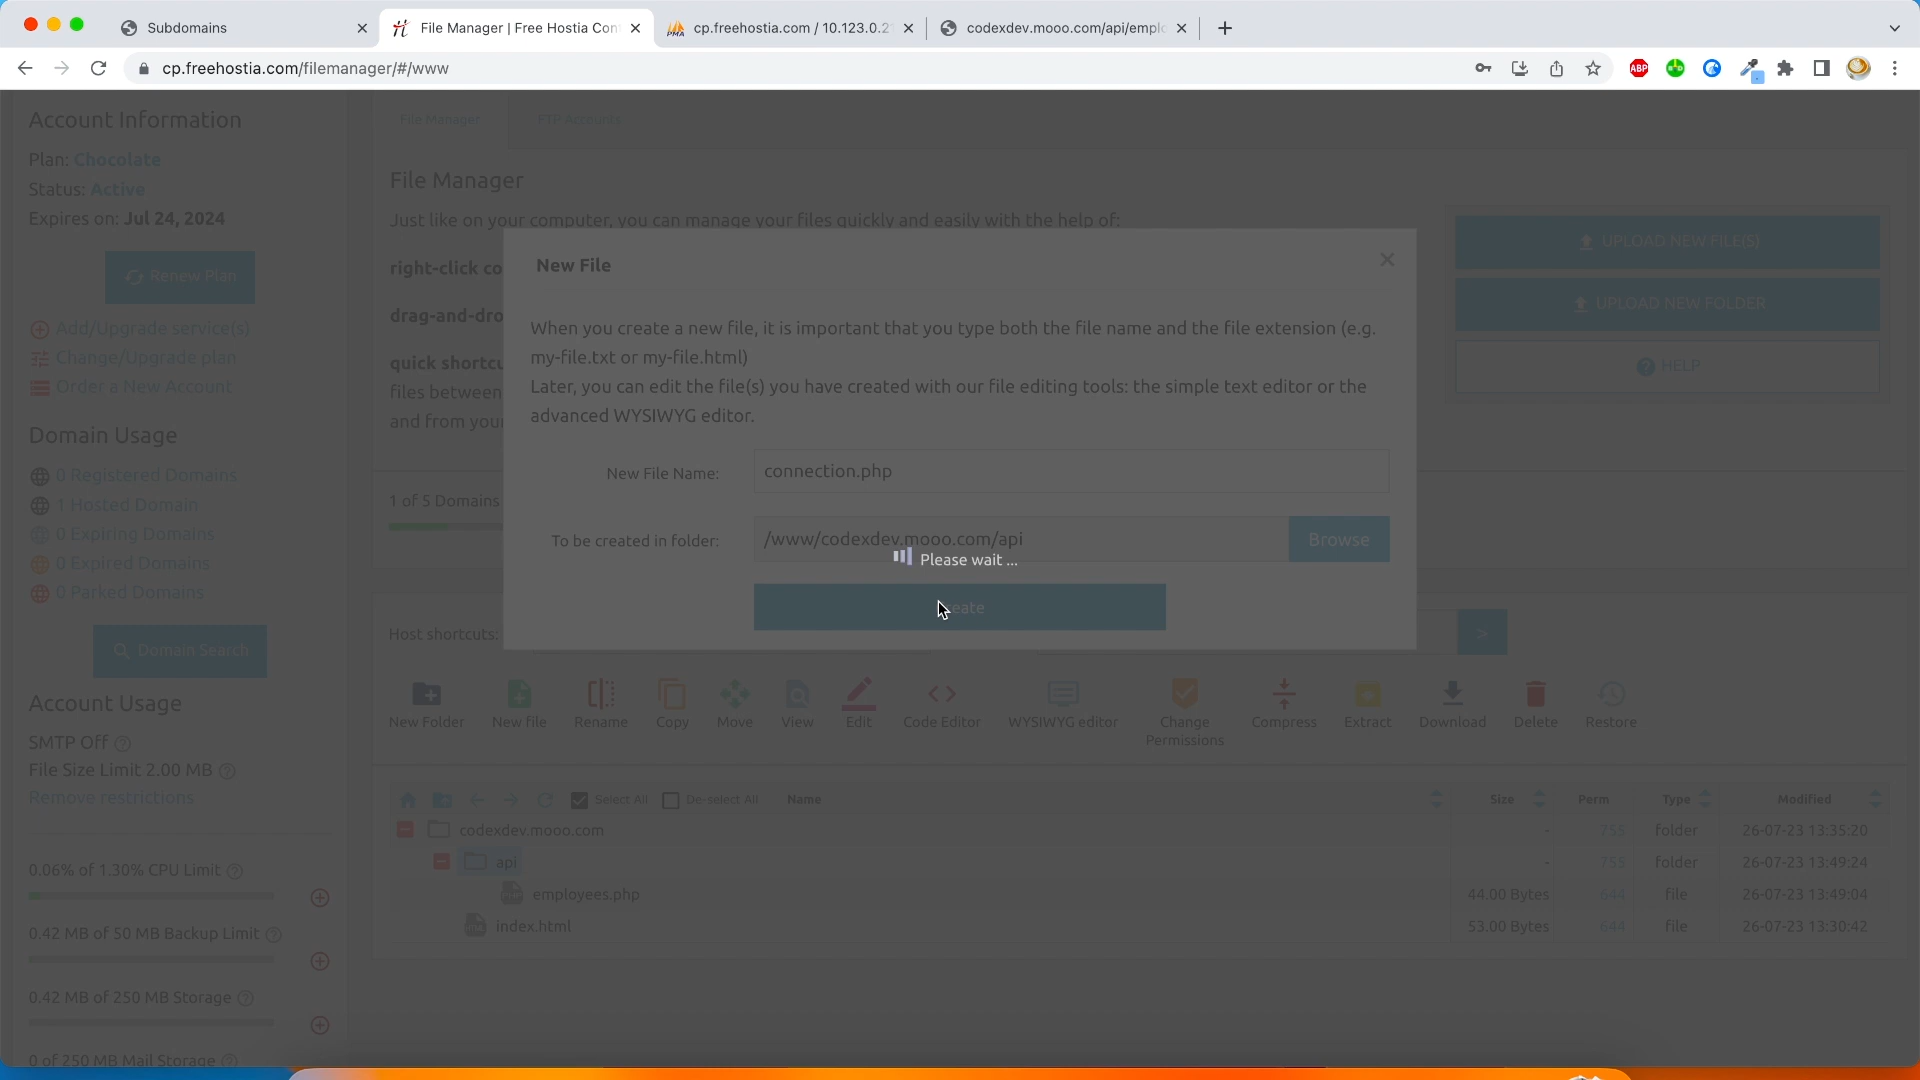 Subdomains
File Manager | Free Hostia Con
cp.freehostia.com / 10.123.0.2
codexdev.mooo.com/api/emplo
cp.freehostia.com/filemanager/#/www
ABP
Account Information
Plan: Chocolate
Status: Active
Expires on: Jul 24, 2024
Renew Plan
Add/Upgrade service(s)
Change/Upgrade plan
Order a New Account
Domain Usage
0 Registered Domains
1 Hosted Domain
0 Expiring Domains
0 Expired Domains
0 Parked Domains
Domain Search
Account Usage
SMTP Off
File Size Limit 2.00 MB
Remove restrictions
0.06% of 1.30% CPU Limit
0.42 MB of 50 MB Backup Limit
0.42 MB of 250 MB Storage
0 of 250 MB Mail Storage
File Manager
FTP Accounts
File Manager
Just like on your computer, you can manage your files quickly and easily with the help of:
right-click co
drag-and-dro
quick shortcu
files between
and from your
UPLOAD NEW FILE(S)
UPLOAD NEW FOLDER
HELP
1 of 5 Domains
New File
When you create a new file, it is important that you type both the file name and the file extension (e.g.
my-file.txt or my-file.html)
Later, you can edit the file(s) you have created with our file editing tools: the simple text editor or the
advanced WYSIWYG editor.
New File Name:
connection.php
To be created in folder:
/www/codexdev.mooo.com/api
Browse
Please wait ...
Create
Host shortcuts:
>
New Folder
New file
Rename
Copy
Move
View
Edit
Code Editor
WYSIWYG editor
Change
Permissions
Compress
Extract
Download
Delete
Restore
Select All
De-select All
Name
Size
Perm
Type
Modified
codexdev.mooo.com - 755 folder 26-07-23 13:35:20
api - 755 folder 26-07-23 13:49:24
employees.php 44.00 Bytes 644 file 26-07-23 13:49:04
index.html 53.00 Bytes 644 file 26-07-23 13:30:42